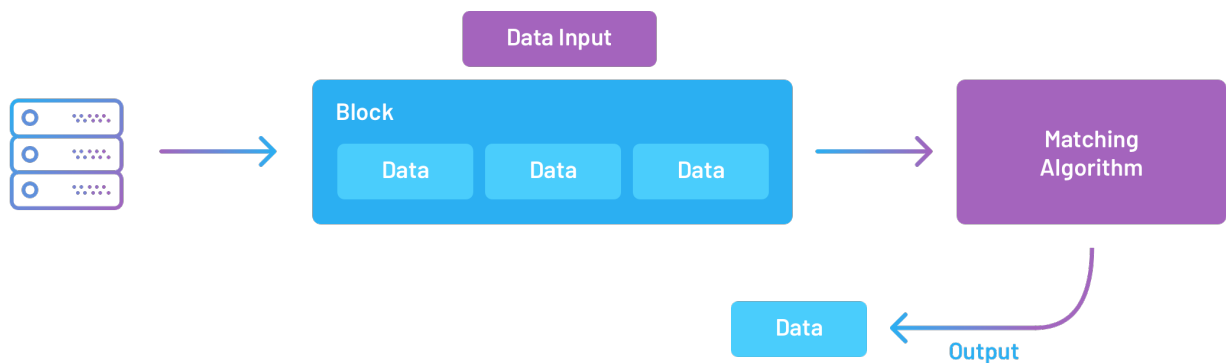 Data Input
Block
Data
Data
Data
Matching
Algorithm
Data
Output